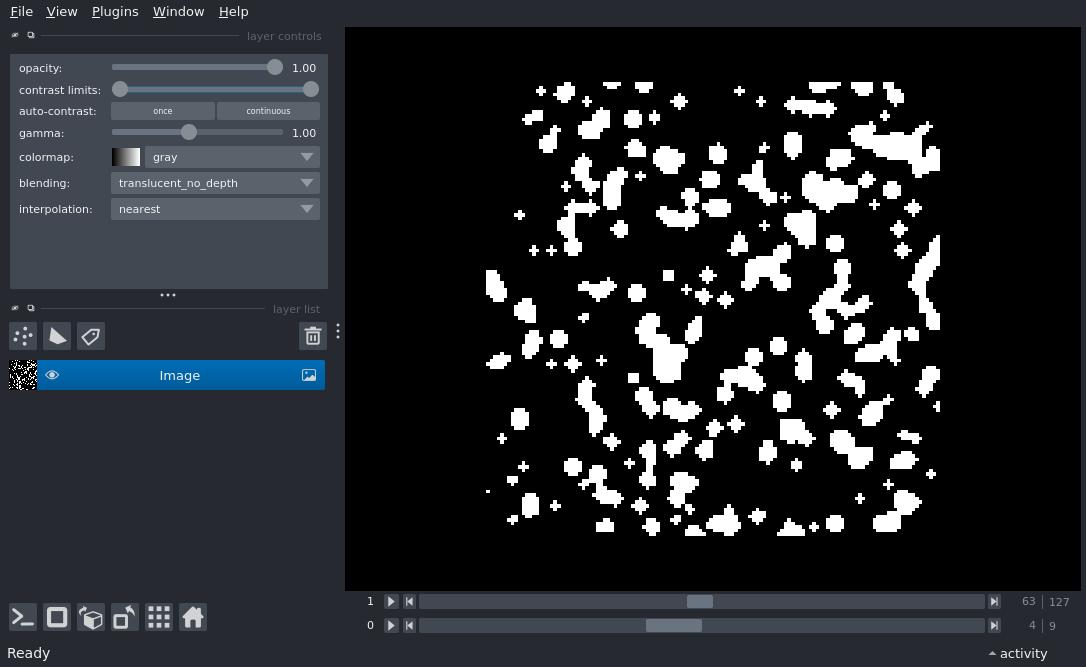 File View Plugins Window Help
layer controls
opacity: 1.00
contrast limits:
auto-contrast: once continuous
gamma: 1.00
colormap: gray
blending: translucent_no_depth
interpolation: nearest
layer list
Image
1 63 127
0 4 9
Ready activity